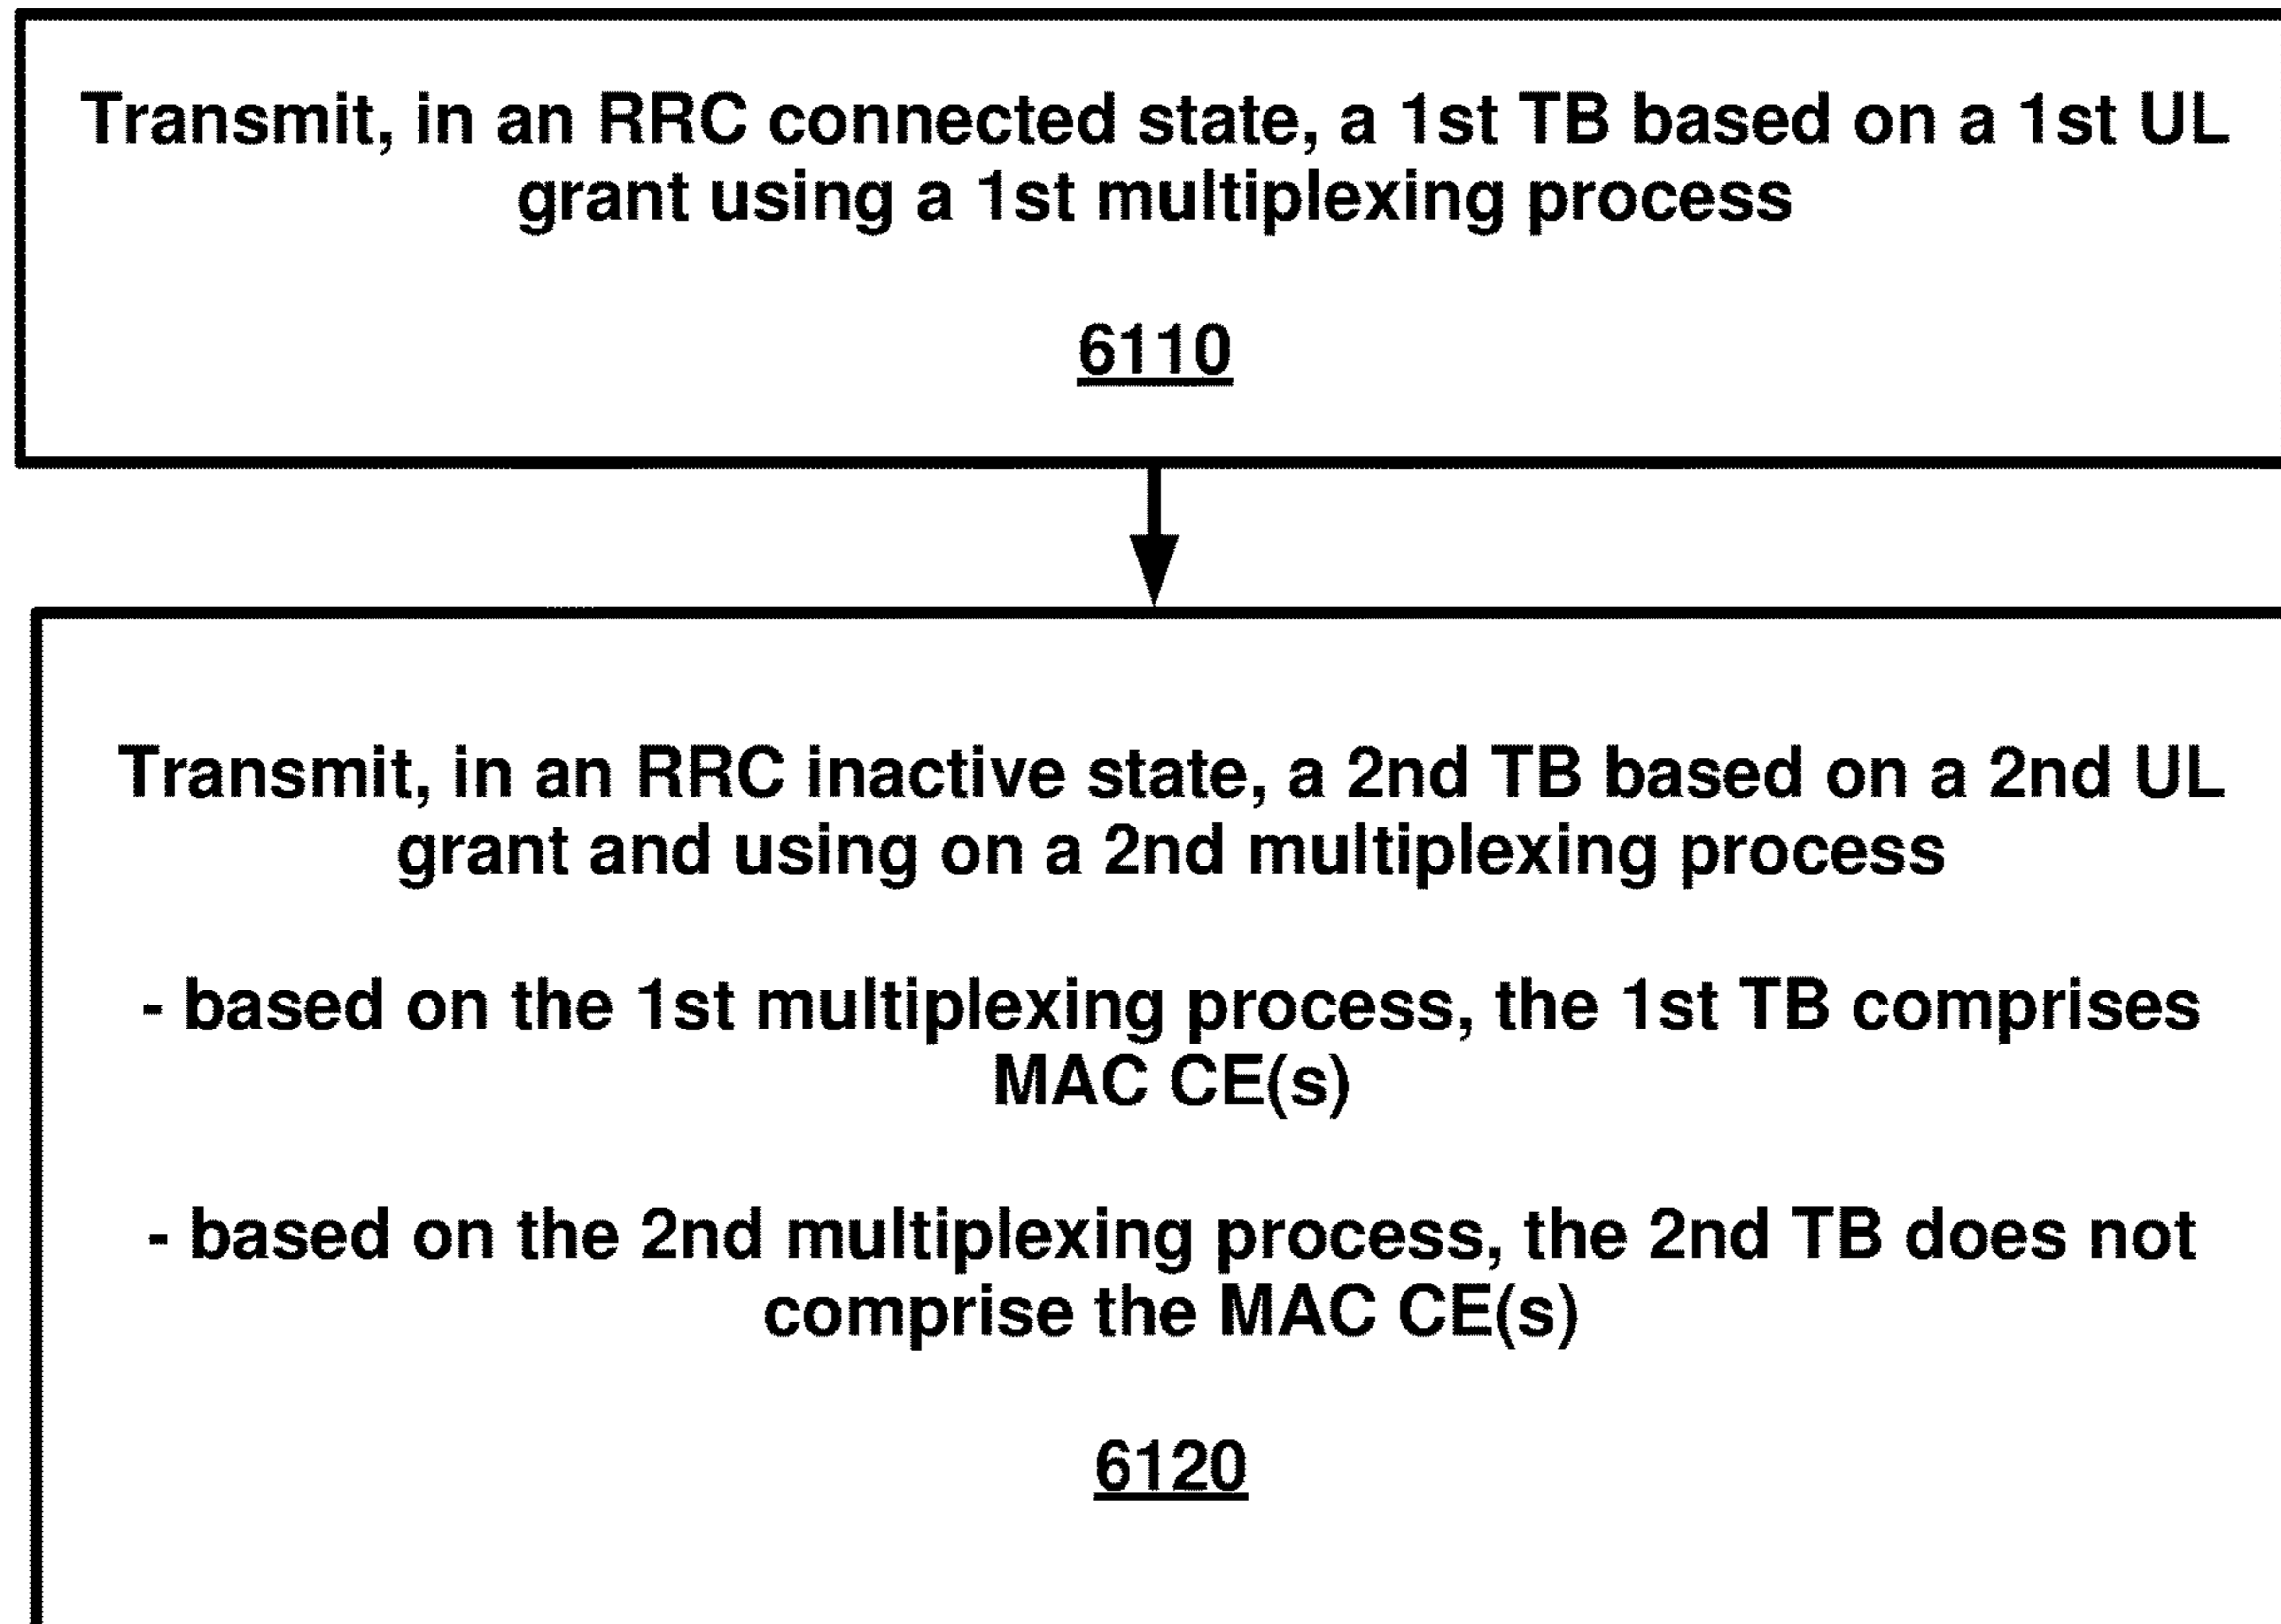 Transmit, in an RRC connected state, a 1st TB based on a 1st UL
grant using a 1st multiplexing process
6110
Transmit, in an RRC inactive state, a 2nd TB based on a 2nd UL
grant and using on a 2nd multiplexing process
- based on the 1st multiplexing process, the 1st TB comprises
MAC CE(s)
- based on the 2nd multiplexing process, the 2nd TB does not
comprise the MAC CE(s)
6120